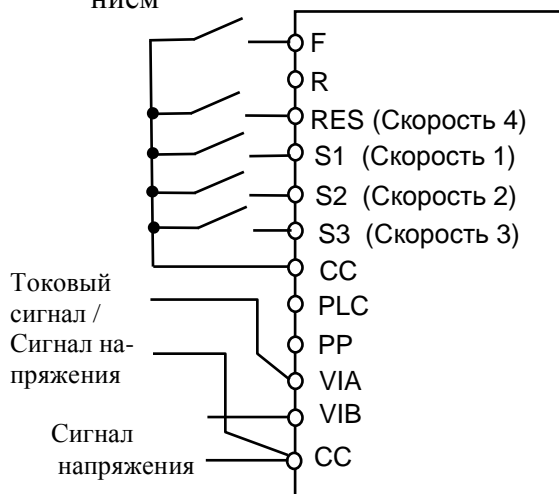 нием
F
R
RES (Скорость 4)
S1 (Скорость 1)
S2 (Скорость 2)
S3 (Скорость 3)
CC
PLC
PP
VIA
VIB
CC
Токовый
сигнал /
Сигнал на-
пряжения
Сигнал
напряжения